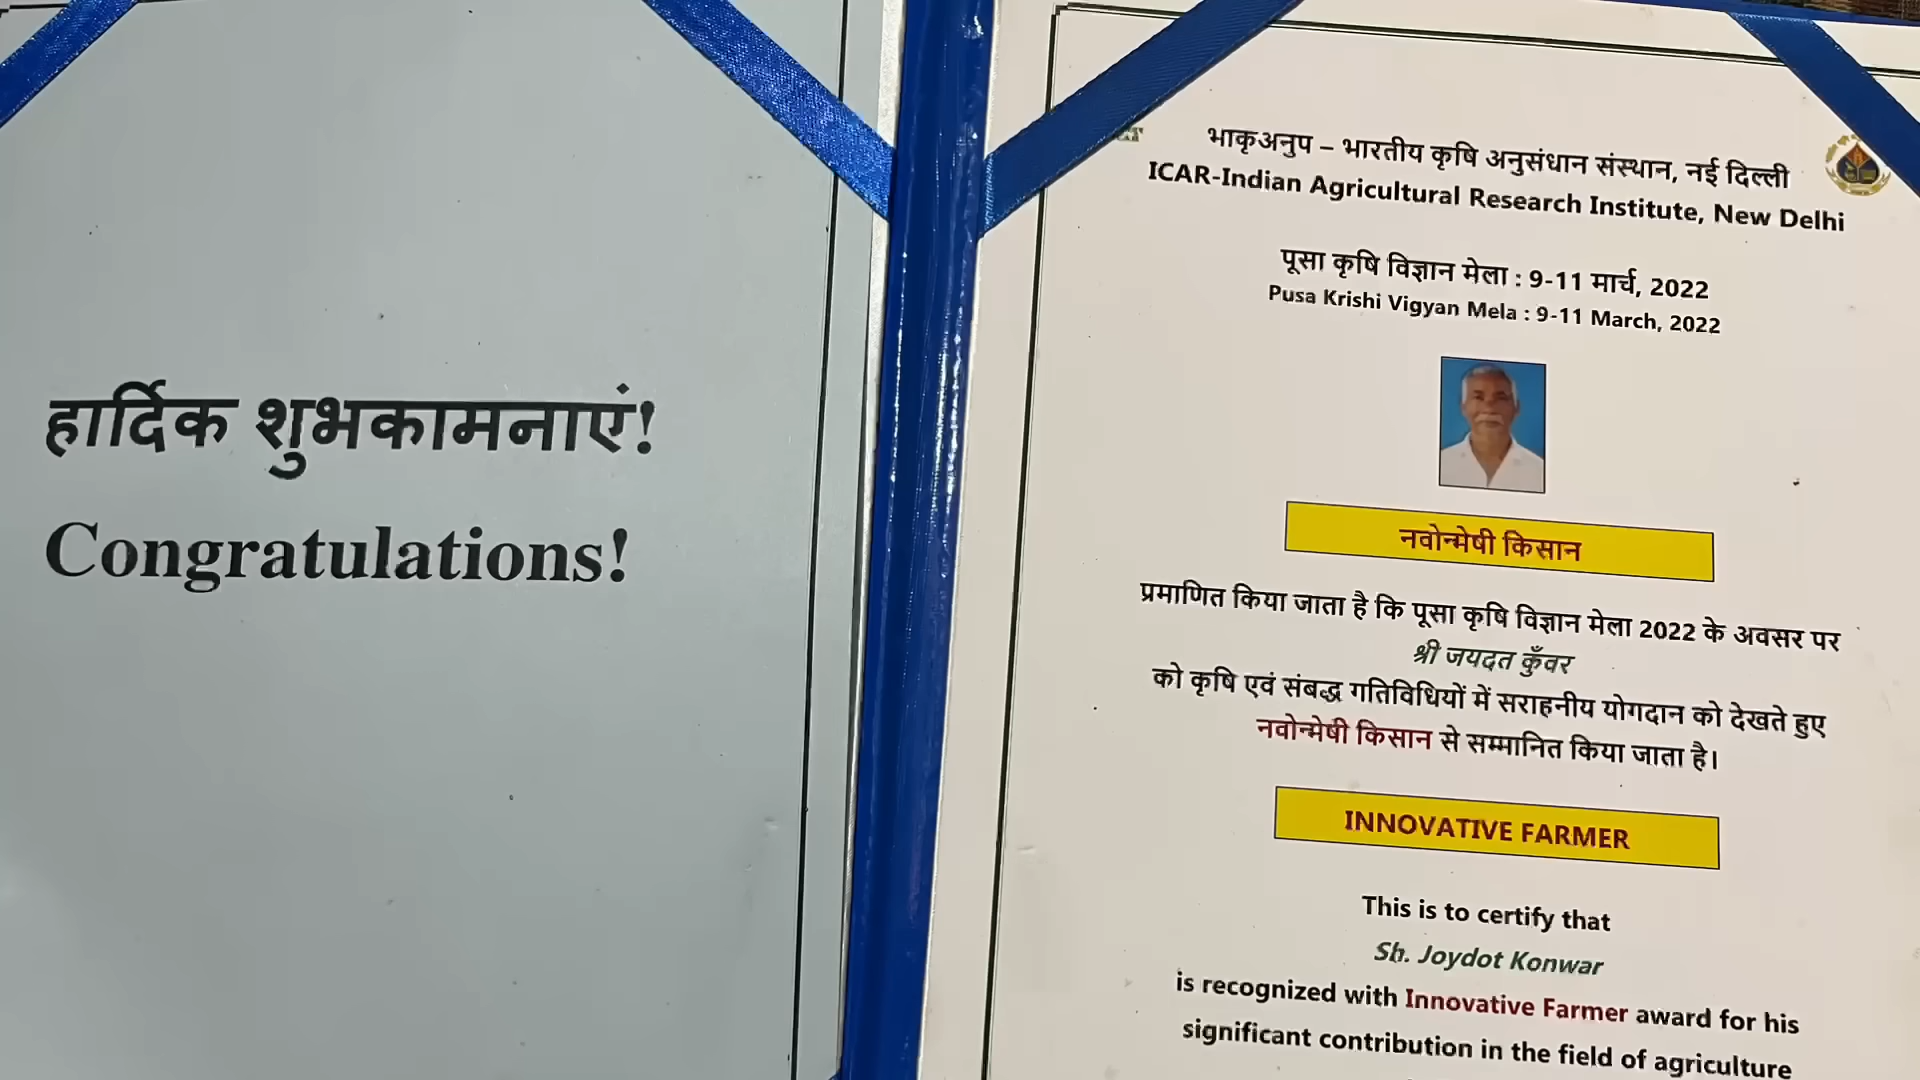 हार्दिक शुभकामनाएं!
Congratulations!
भाकृअनुप – भारतीय कृषि अनुसंधान संस्थान, नई दिल्ली
ICAR-Indian Agricultural Research Institute, New Delhi
पूसा कृषि विज्ञान मेला : 9-11 मार्च, 2022
Pusa Krishi Vigyan Mela : 9-11 March, 2022
नवोन्मेषी किसान
प्रमाणित किया जाता है कि पूसा कृषि विज्ञान मेला 2022 के अवसर पर
श्री जयदत कुँवर
को कृषि एवं संबद्ध गतिविधियों में सराहनीय योगदान को देखते हुए
नवोन्मेषी किसान से सम्मानित किया जाता है।
INNOVATIVE FARMER
This is to certify that
Sh. Joydot Konwar
is recognized with Innovative Farmer award for his
significant contribution in the field of agriculture